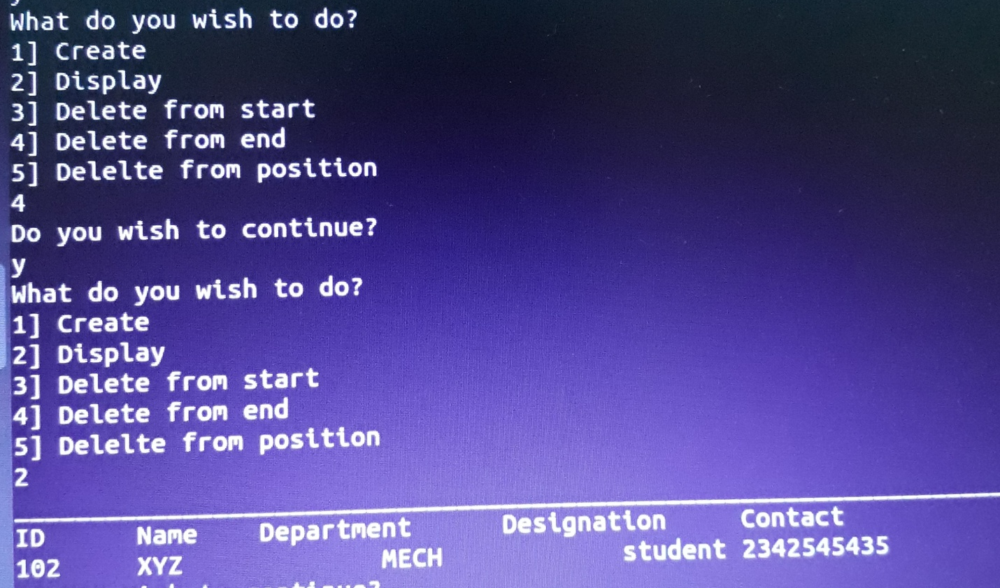 What do you wish to do?
1] Create
2] Display
3] Delete from start
4] Delete from end
5] Delelte from position
4
Do you wish to continue?
y
What do you wish to do?
1] Create
2] Display
3] Delete from start
4] Delete from end
5] Delelte from position
2
ID Name Department Designation Contact
102 XYZ MECH student 2342545435
continue?